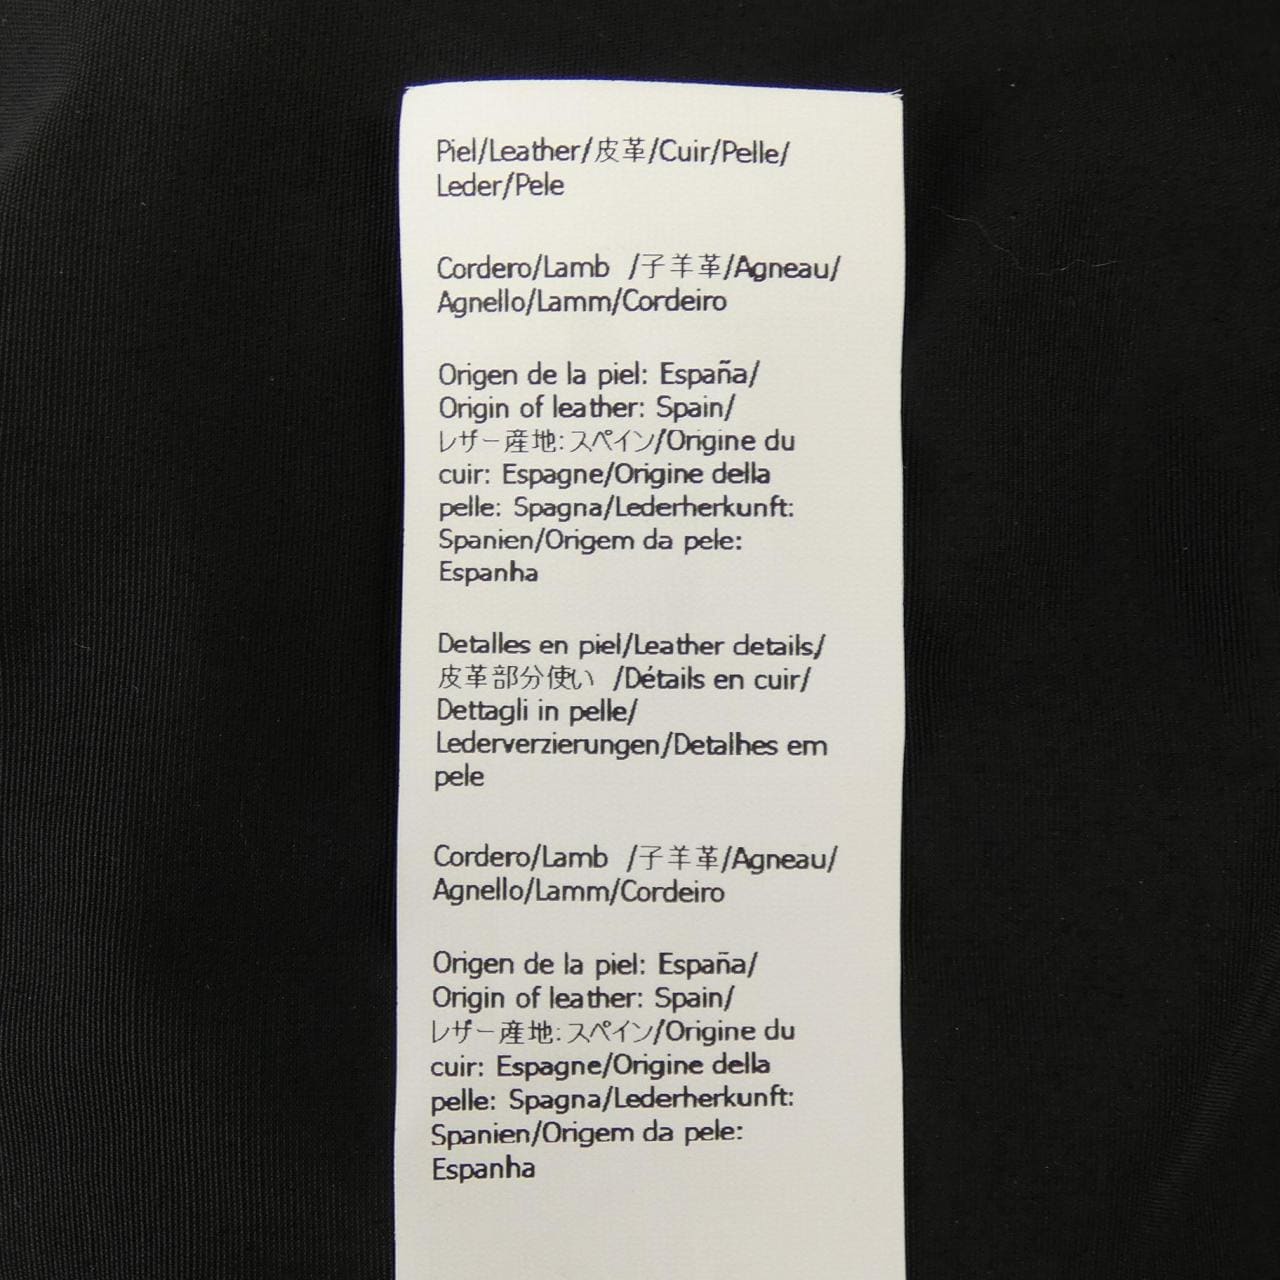 Piel/Leather/皮革/Cuir/Pelle/
Leder/Pele
Cordero/Lamb /子羊革/Agneau/
Agnello/Lamm/Cordeiro
Origen de la piel: España/
Origin of leather: Spain/
レザー産地: スペイン/Origine du
cuir: Espagne/Origine della
pelle: Spagna/Lederherkunft:
Spanien/Origem da pele:
Espanha
Detalles en piel/Leather details/
皮革部分使い /Détails en cuir/
Dettagli in pelle/
Lederverzierungen/Detalhes em
pele
Cordero/Lamb /子羊革/Agneau/
Agnello/Lamm/Cordeiro
Origen de la piel: España/
Origin of leather: Spain/
レザー産地: スペイン/Origine du
cuir: Espagne/Origine della
pelle: Spagna/Lederherkunft:
Spanien/Origem da pele:
Espanha